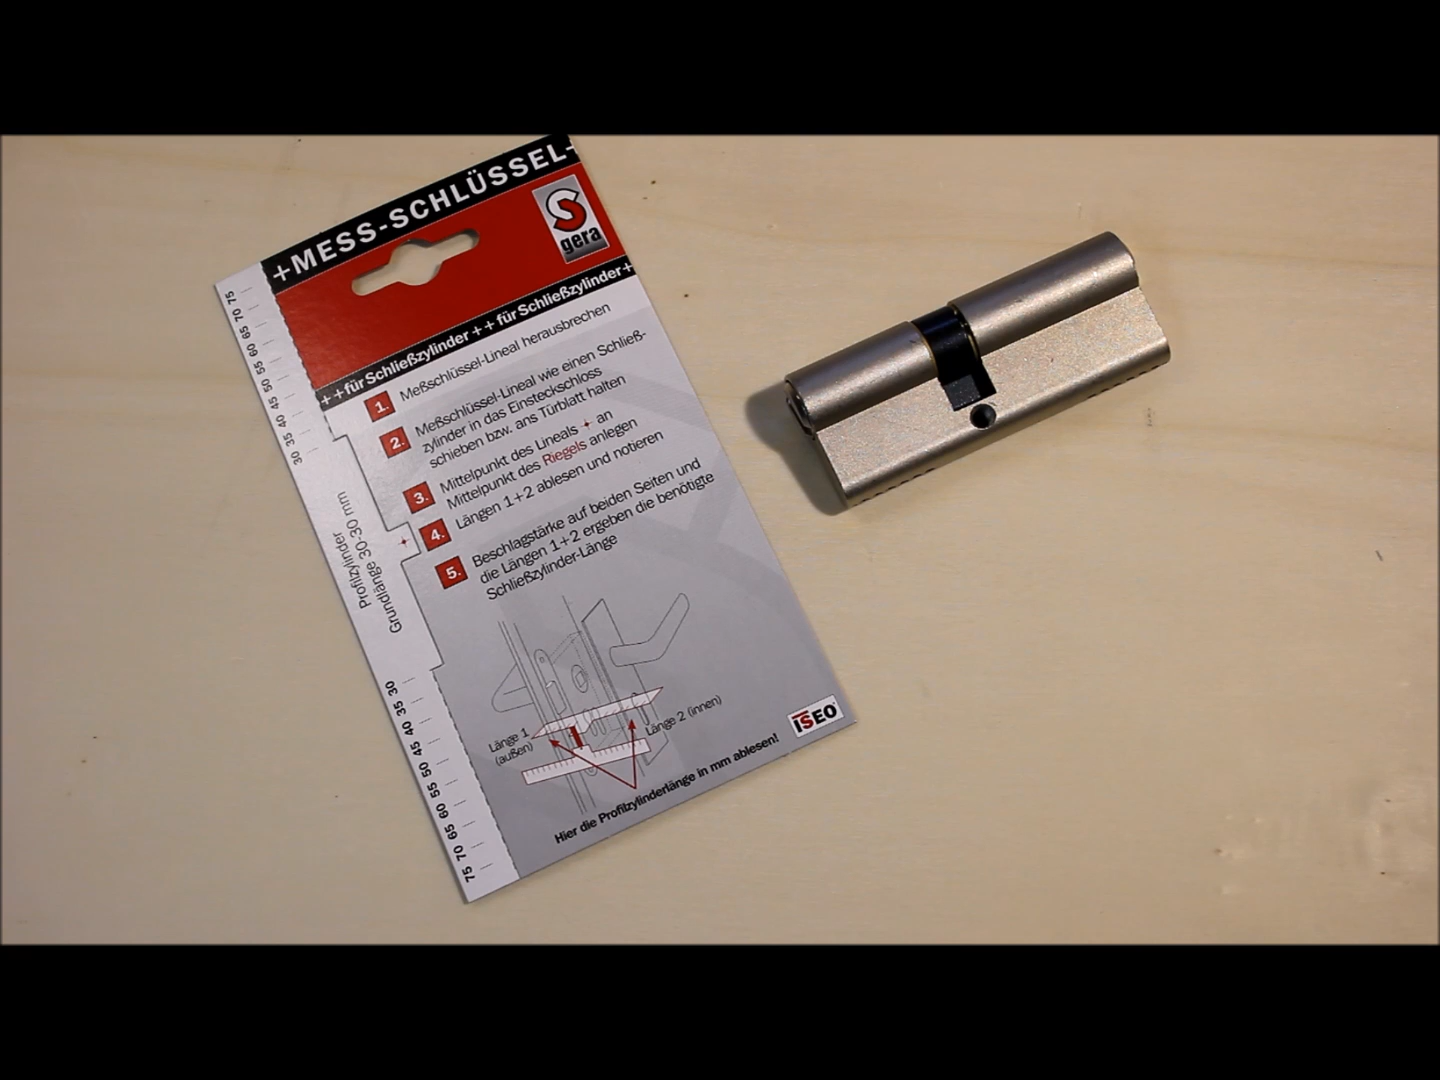 +MESS-SCHLÜSSEL+
gera
++für Schließzylinder ++ für Schließzylinder+
1. Meßschlüssel-Lineal herausbrechen
2. Meßschlüssel-Lineal wie einen Schließ-
zylinder in das Einsteckschloss
schieben bzw. ans Türblatt halten
3. Mittelpunkt des Lineals + an
Mittelpunkt des Riegels anlegen
4. Längen 1+2 ablesen und notieren
5. Beschlagstärke auf beiden Seiten und
die Längen 1+2 ergeben die benötigte
Schließzylinder-Länge
75 70 65 60 55 50 45 40 35 30
Profilzylinder
Grundlänge 30-30 mm
30 35 40 45 50 55 60 65 70 75
Länge 1
(außen)
Länge 2 (innen)
Hier die Profilzylinderlänge in mm ablesen!
ISEO